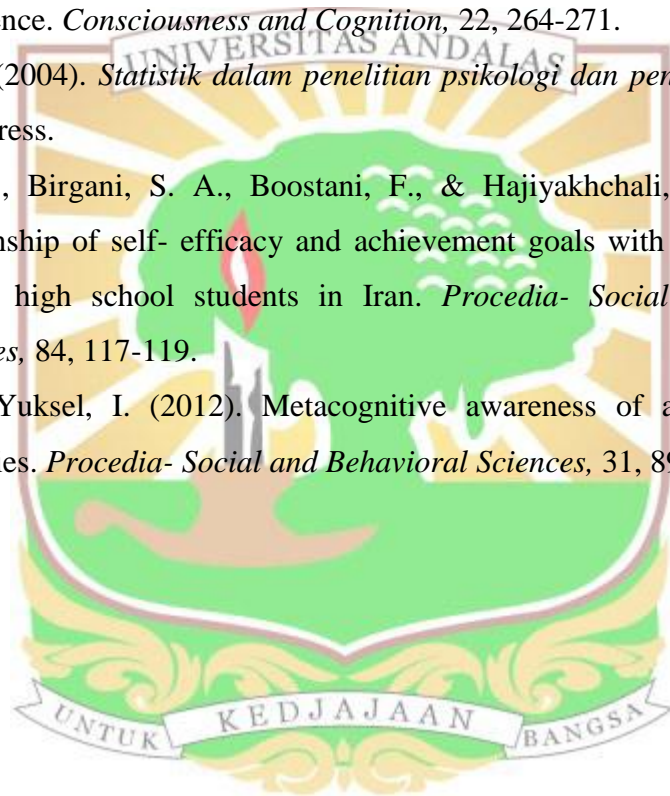 ence. Consciousness and Cognition, 22, 264-271.
UNIVERSITAS ANDALAS
(2004). Statistik dalam penelitian psikologi dan pen
ress.
., Birgani, S. A., Boostani, F., & Hajiyakhchali,
nship of self- efficacy and achievement goals with
high school students in Iran. Procedia- Social
es, 84, 117-119.
Yuksel, I. (2012). Metacognitive awareness of a
ies. Procedia- Social and Behavioral Sciences, 31, 89
UNTUK KEDJAJAAN BANGSA